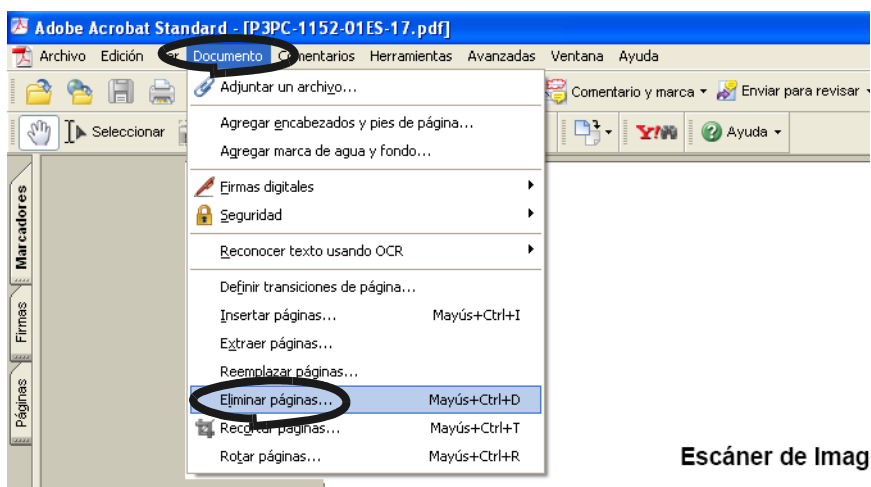 Adobe Acrobat Standard - [P3PC-1152-01ES-17.pdf]
Archivo Edición Ver Documento Comentarios Herramientas Avanzadas Ventana Ayuda
Adjuntar un archivo...
Comentario y marca Enviar para revisar
Agregar encabezados y pies de página...
Seleccionar
Y! Ayuda
Agregar marca de agua y fondo...
Firmas digitales
Seguridad
Reconocer texto usando OCR
Definir transiciones de página...
Insertar páginas... Mayús+Ctrl+I
Extraer páginas...
Reemplazar páginas...
Eliminar páginas... Mayús+Ctrl+D
Recortar páginas... Mayús+Ctrl+T
Rotar páginas... Mayús+Ctrl+R
Marcadores
Firmas
Páginas
Escáner de Imag